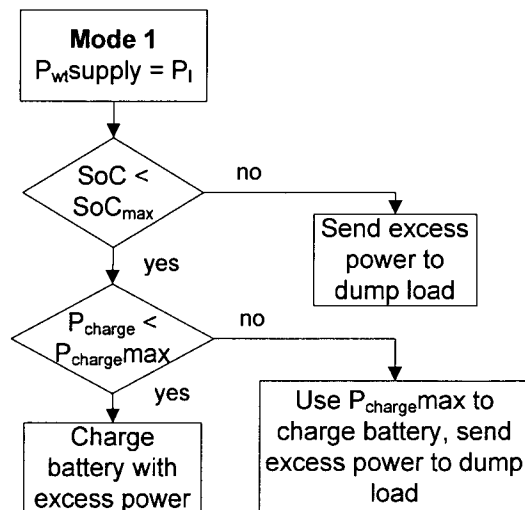 Mode 1
P_wt supply = P_l
SoC <
SoC_max
no
Send excess
power to
dump load
yes
P_charge <
P_charge max
no
yes
Charge
battery with
excess power
Use P_charge max to
charge battery, send
excess power to dump
load